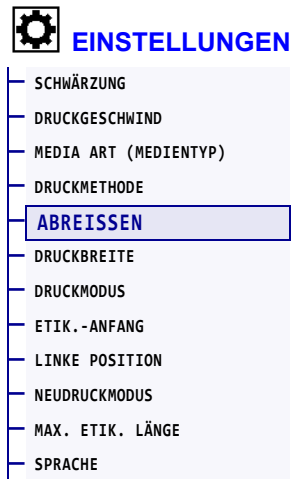 EINSTELLUNGEN
SCHWÄRZUNG
DRUCKGESCHWIND
MEDIA ART (MEDIENTYP)
DRUCKMETHODE
ABREISSEN
DRUCKBREITE
DRUCKMODUS
ETIK.-ANFANG
LINKE POSITION
NEUDRUCKMODUS
MAX. ETIK. LÄNGE
SPRACHE